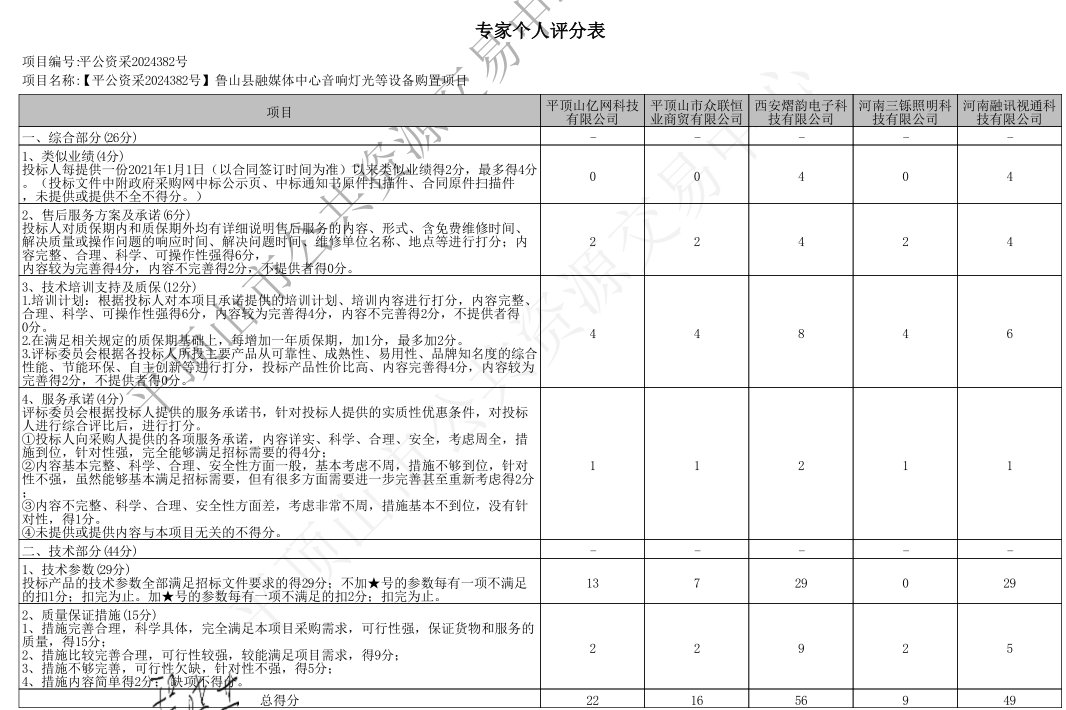 专家个人评分表
项目编号:平公资采2024382号
项目名称:【平公资采2024382号】鲁山县融媒体中心音响灯光等设备购置项目
项目 平顶山亿网科技有限公司 平顶山市众联恒业商贸有限公司 西安熠韵电子科技有限公司 河南三铄照明科技有限公司 河南融讯视通科技有限公司
一、综合部分(26分) - - - - -
1、类似业绩(4分)
投标人每提供一份2021年1月1日（以合同签订时间为准）以来类似业绩得2分，最多得4分
。（投标文件中附政府采购网中标公示页、中标通知书原件扫描件、合同原件扫描件
，未提供或提供不全不得分。）
0 0 4 0 4
2、售后服务方案及承诺(6分)
投标人对质保期内和质保期外均有详细说明售后服务的内容、形式、含免费维修时间、
解决质量或操作问题的响应时间、解决问题时间、维修单位名称、地点等进行打分；内
容完整、合理、科学、可操作性强得6分，
内容较为完善得4分，内容不完善得2分，不提供者得0分。
2 2 4 2 4
3、技术培训支持及质保(12分)
1.培训计划：根据投标人对本项目承诺提供的培训计划、培训内容进行打分，内容完整、
合理、科学、可操作性强得6分，内容较为完善得4分，内容不完善得2分，不提供者得
0分。
2.在满足相关规定的质保期基础上，每增加一年质保期，加1分，最多加2分。
3.评标委员会根据各投标人所投主要产品从可靠性、成熟性、易用性、品牌知名度的综合
性能、节能环保、自主创新等进行打分，投标产品性价比高、内容完善得4分，内容较为
完善得2分，不提供者得0分。
4 4 8 4 6
4、服务承诺(4分)
评标委员会根据投标人提供的服务承诺书，针对投标人提供的实质性优惠条件，对投标
人进行综合评比后，进行打分。
①投标人向采购人提供的各项服务承诺，内容详实、科学、合理、安全，考虑周全，措
施到位，针对性强，完全能够满足招标需要的得4分；
②内容基本完整、科学、合理、安全性方面一般，基本考虑不周，措施不够到位，针对
性不强，虽然能够基本满足招标需要，但有很多方面需要进一步完善甚至重新考虑得2分
；
③内容不完整、科学、合理、安全性方面差，考虑非常不周，措施基本不到位，没有针
对性，得1分。
④未提供或提供内容与本项目无关的不得分。
1 1 2 1 1
二、技术部分(44分) - - - - -
1、技术参数(29分)
投标产品的技术参数全部满足招标文件要求的得29分；不加★号的参数每有一项不满足
的扣1分；扣完为止。加★号的参数每有一项不满足的扣2分；扣完为止。
13 7 29 0 29
2、质量保证措施(15分)
1、措施完善合理，科学具体，完全满足本项目采购需求，可行性强，保证货物和服务的
质量，得15分；
2、措施比较完善合理，可行性较强，较能满足项目需求，得9分；
3、措施不够完善，可行性欠缺，针对性不强，得5分；
4、措施内容简单得2分；缺项不得分。
2 2 9 2 5
总得分 22 16 56 9 49
平顶山市公共资源交易中
平顶山市公共资源交易中心